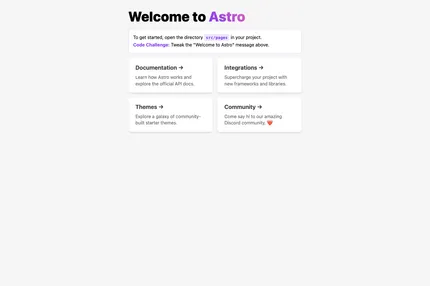 Welcome to Astro
To get started, open the directory src/pages in your project.
Code Challenge: Tweak the "Welcome to Astro" message above.
Documentation →
Learn how Astro works and
explore the official API docs.
Integrations →
Supercharge your project with
new frameworks and libraries.
Themes →
Explore a galaxy of community-
built starter themes.
Community →
Come say hi to our amazing
Discord community. ❤️